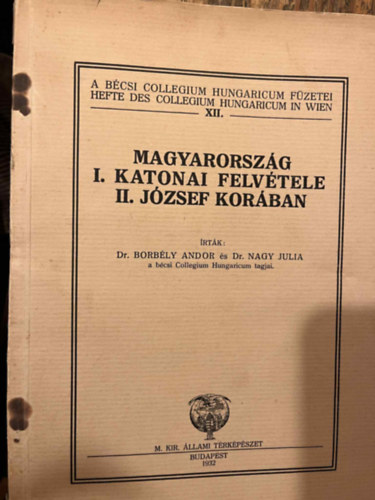 A BÉCSI COLLEGIUM HUNGARICUM FÜZETEI
HEFTE DES COLLEGIUM HUNGARICUM IN WIEN
XII.
MAGYARORSZÁG
I. KATONAI FELVÉTELE
II. JÓZSEF KORÁBAN
ÍRTÁK:
Dr. BORBÉLY ANDOR és Dr. NAGY JULIA
a bécsi Collegium Hungaricum tagjai.
M. KIR. ÁLLAMI TÉRKÉPÉSZET
BUDAPEST
1932